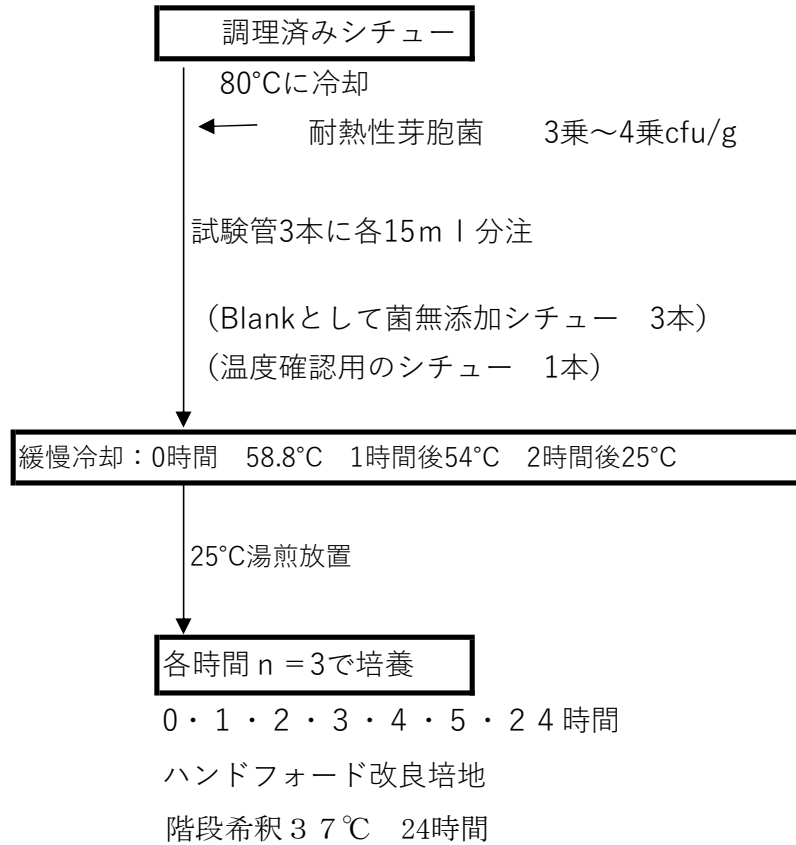 調理済みシチュー
80°Cに冷却
耐熱性芽胞菌　3乗～4乗cfu/g
試験管3本に各15ｍｌ分注
（Blankとして菌無添加シチュー　3本）
（温度確認用のシチュー　1本）
緩慢冷却：0時間　58.8°C　1時間後54°C　2時間後25°C
25°C湯煎放置
各時間ｎ＝3で培養
0・１・２・３・４・５・２４時間
ハンドフォード改良培地
階段希釈３７℃　24時間